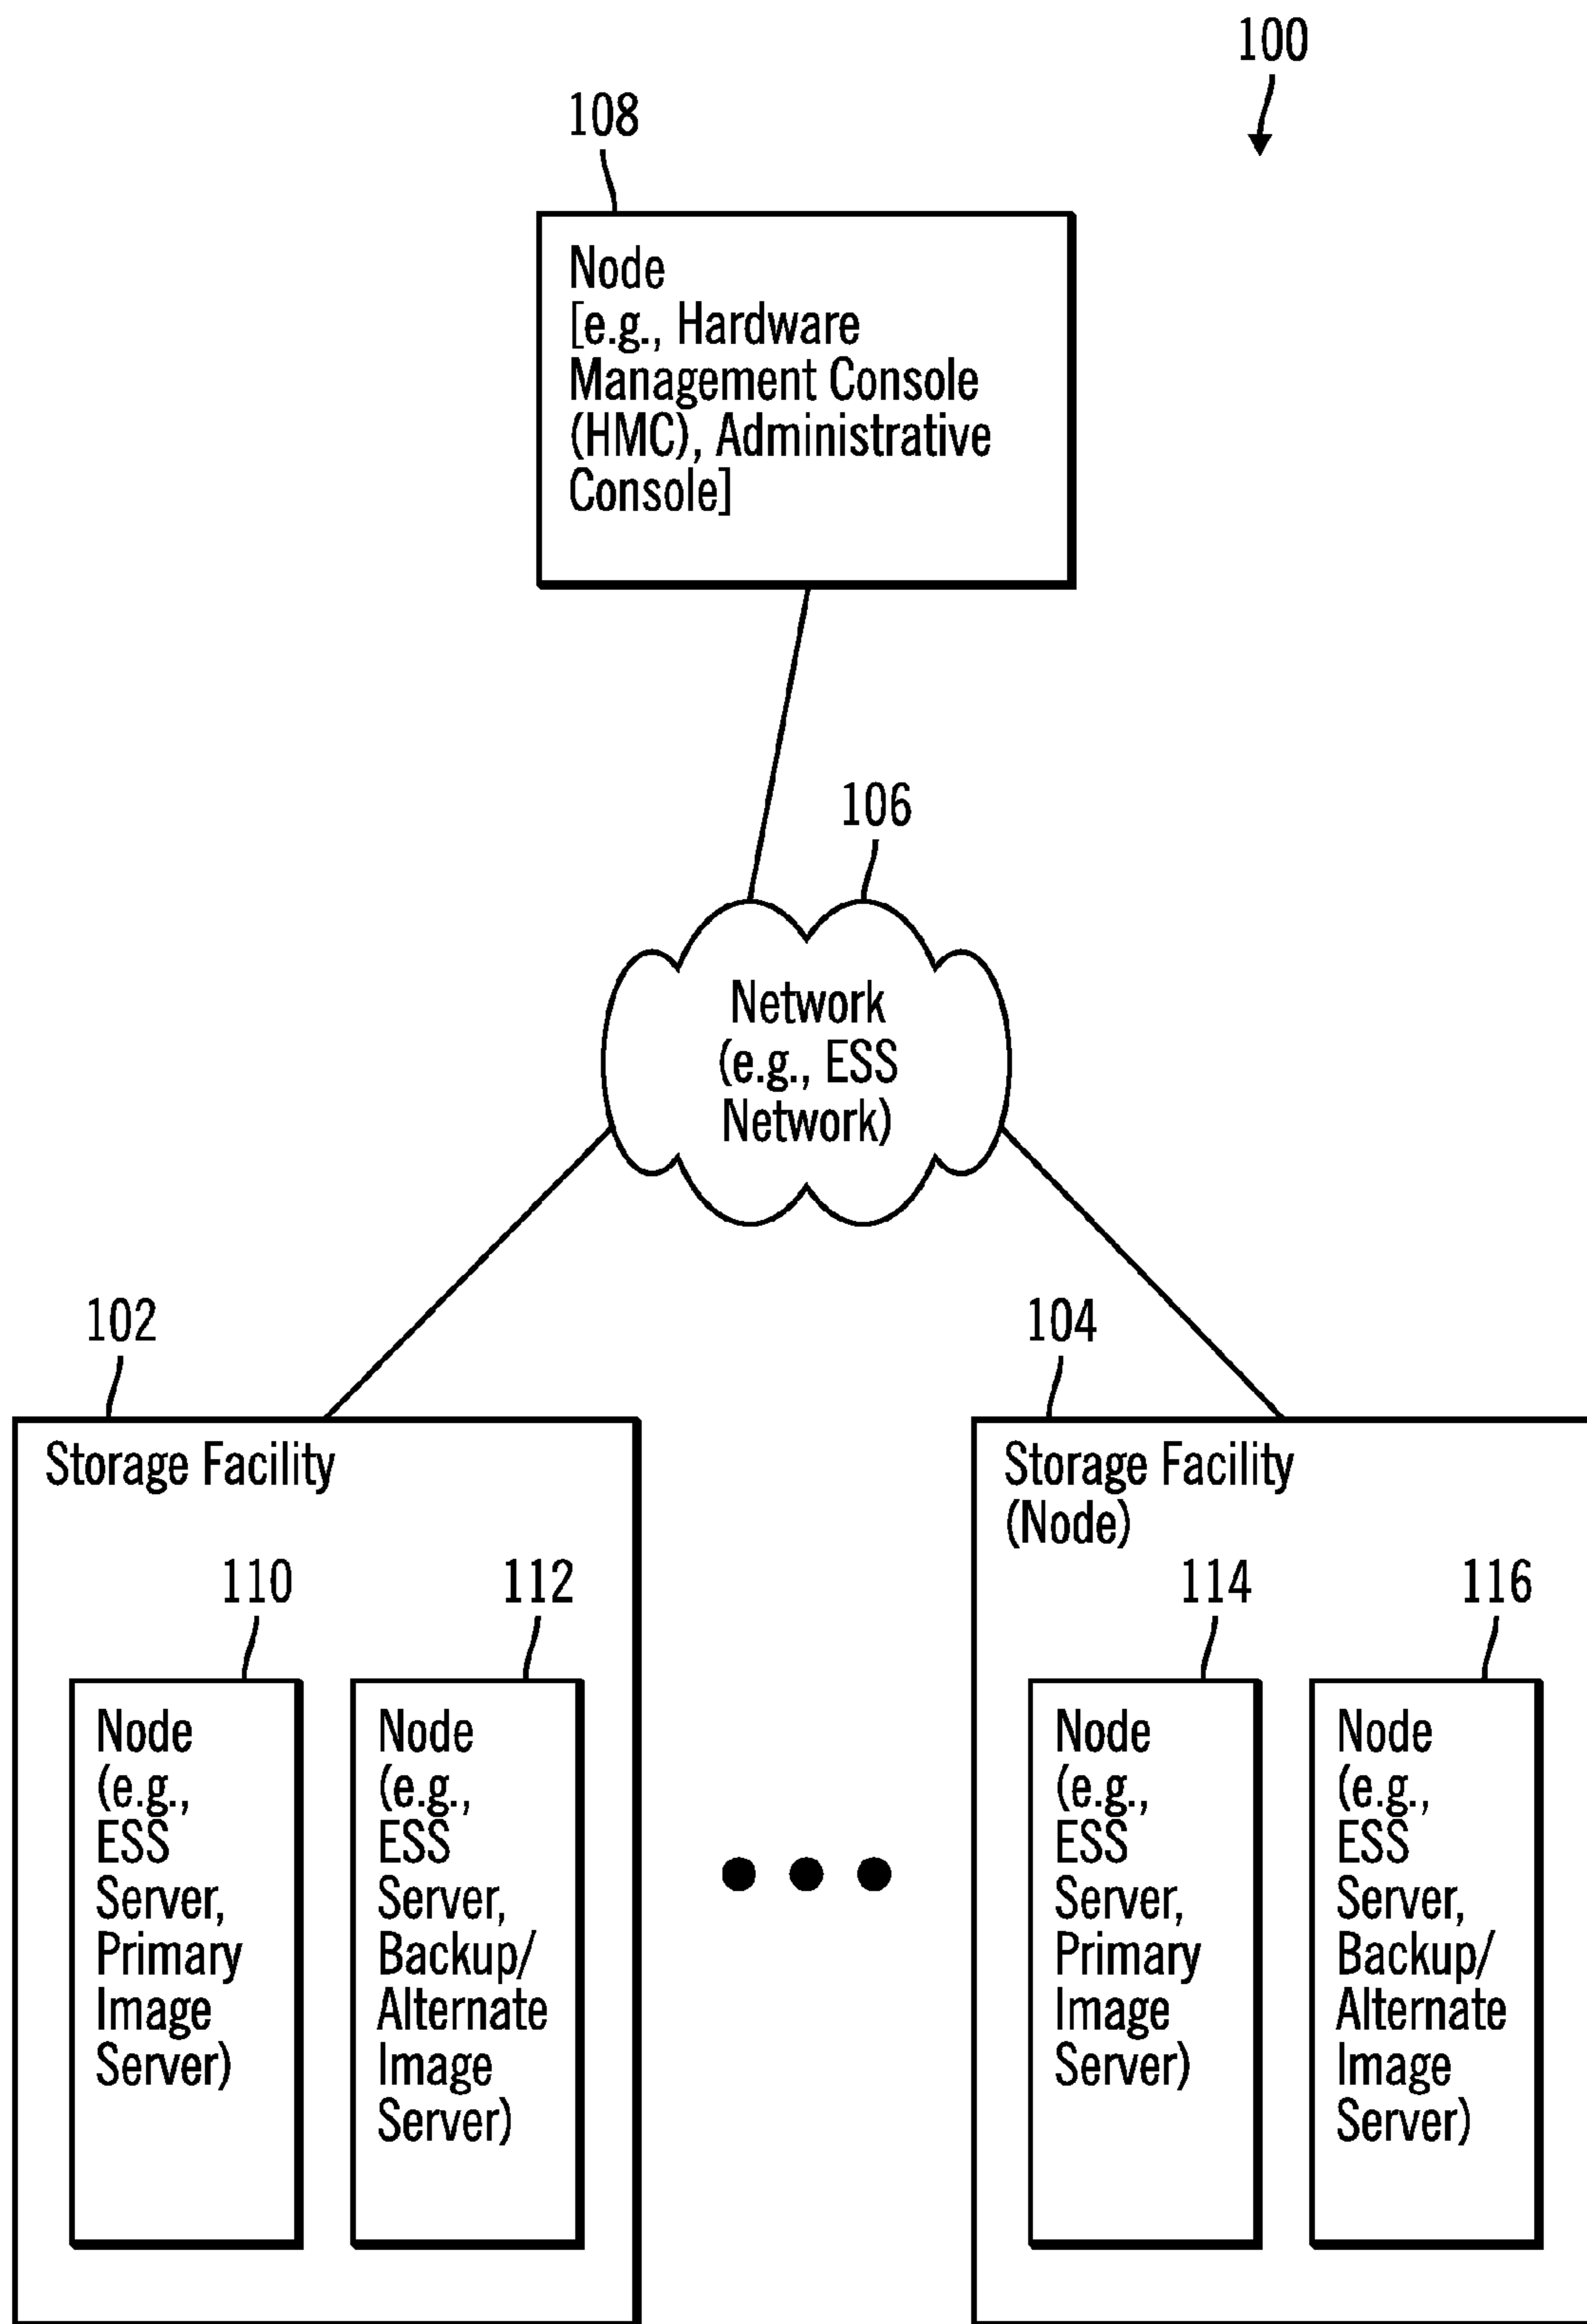 100
108
Node
[e.g., Hardware
Management Console
(HMC), Administrative
Console]
106
Network
(e.g., ESS
Network)
102
Storage Facility
110
Node
(e.g.,
ESS
Server,
Primary
Image
Server)
112
Node
(e.g.,
ESS
Server,
Backup/
Alternate
Image
Server)
104
Storage Facility
(Node)
114
Node
(e.g.,
ESS
Server,
Primary
Image
Server)
116
Node
(e.g.,
ESS
Server,
Backup/
Alternate
Image
Server)